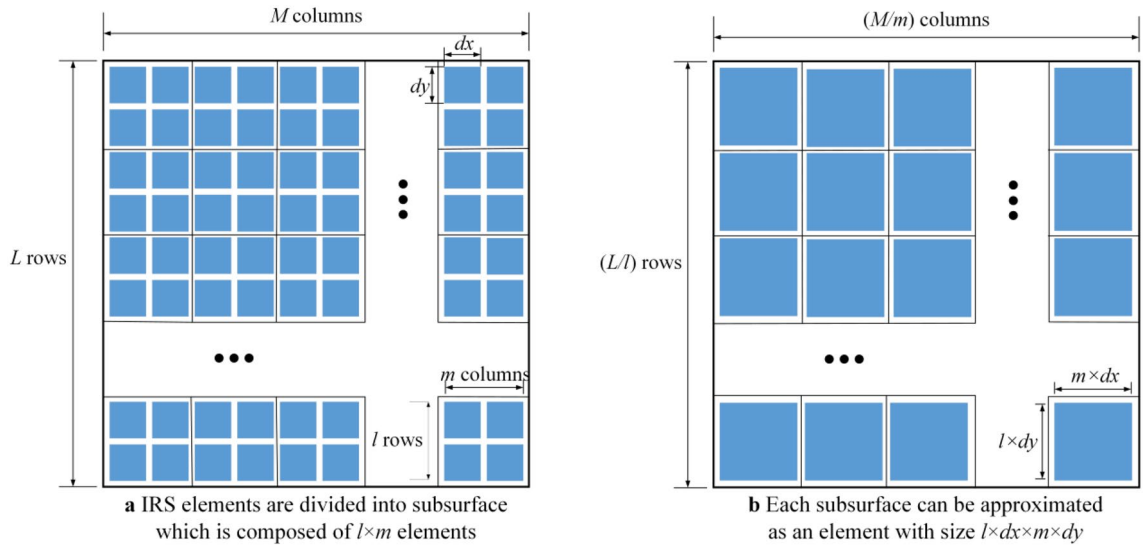 M columns
dx
dy
L rows
m columns
l rows
a IRS elements are divided into subsurface
which is composed of l×m elements
(M/m) columns
(L/l) rows
m×dx
l×dy
b Each subsurface can be approximated
as an element with size l×dx×m×dy